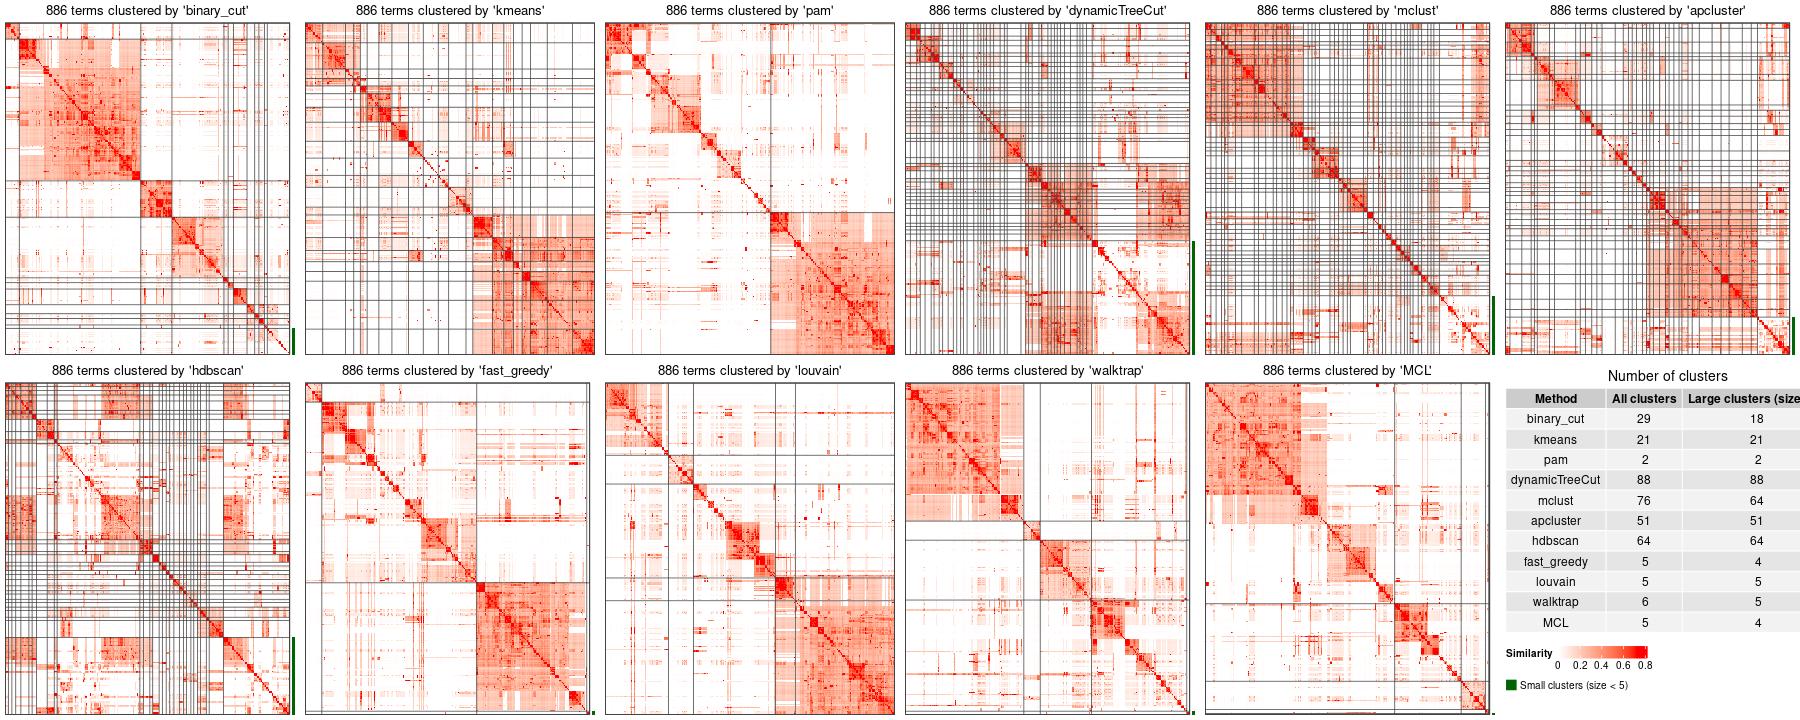 886 terms clustered by 'binary_cut'
886 terms clustered by 'kmeans'
886 terms clustered by 'pam'
886 terms clustered by 'dynamicTreeCut'
886 terms clustered by 'mclust'
886 terms clustered by 'apcluster'
886 terms clustered by 'hdbscan'
886 terms clustered by 'fast_greedy'
886 terms clustered by 'louvain'
886 terms clustered by 'walktrap'
886 terms clustered by 'MCL'
Number of clusters
Method All clusters Large clusters (size
binary_cut 29 18
kmeans 21 21
pam 2 2
dynamicTreeCut 88 88
mclust 76 64
apcluster 51 51
hdbscan 64 64
fast_greedy 5 4
louvain 5 5
walktrap 6 5
MCL 5 4
Similarity
0 0.2 0.4 0.6 0.8
Small clusters (size < 5)